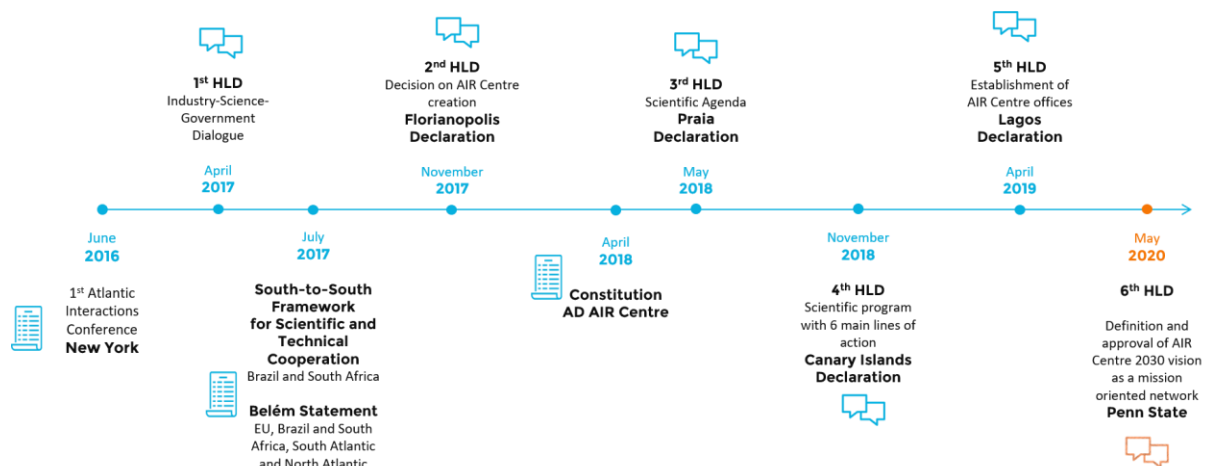 1st HLD
Industry-Science-
Government
Dialogue
April
2017
2nd HLD
Decision on AIR Centre
creation
Florianopolis
Declaration
November
2017
3rd HLD
Scientific Agenda
Praia
Declaration
May
2018
5th HLD
Establishment of
AIR Centre offices
Lagos
Declaration
April
2019
June
2016
1st Atlantic
Interactions
Conference
New York
July
2017
South-to-South
Framework
for Scientific and
Technical
Cooperation
Brazil and South Africa
Belém Statement
EU, Brazil and South
Africa, South Atlantic
and North Atlantic
April
2018
Constitution
AD AIR Centre
November
2018
4th HLD
Scientific program
with 6 main lines of
action
Canary Islands
Declaration
May
2020
6th HLD
Definition and
approval of AIR
Centre 2030 vision
as a mission
oriented network
Penn State